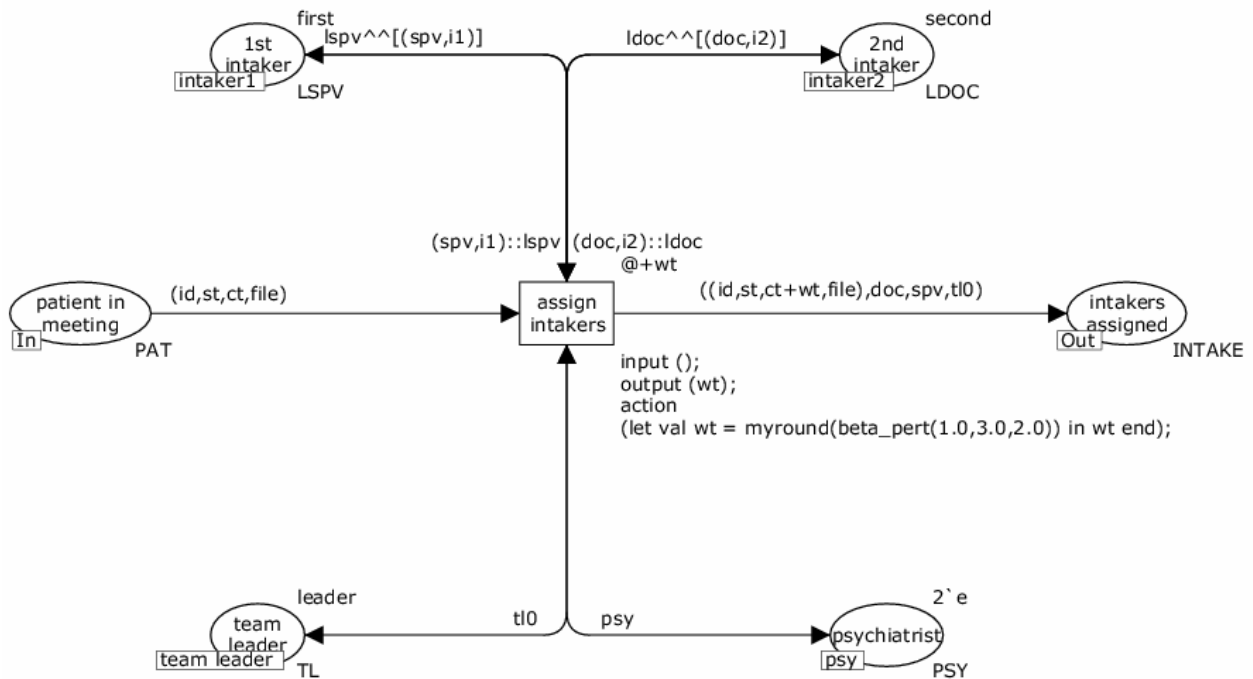 first
lspv^^[(spv,i1)]
1st
intaker
intaker1
LSPV
second
ldoc^^[(doc,i2)]
2nd
intaker
intaker2
LDOC
(spv,i1)::lspv
(doc,i2)::ldoc
@+wt
patient in
meeting
In
PAT
(id,st,ct,file)
assign
intakers
((id,st,ct+wt,file),doc,spv,tl0)
intakers
assigned
Out
INTAKE
input ();
output (wt);
action
(let val wt = myround(beta_pert(1.0,3.0,2.0)) in wt end);
leader
team
leader
team leader
TL
tl0
psy
2`e
psychiatrist
psy
PSY